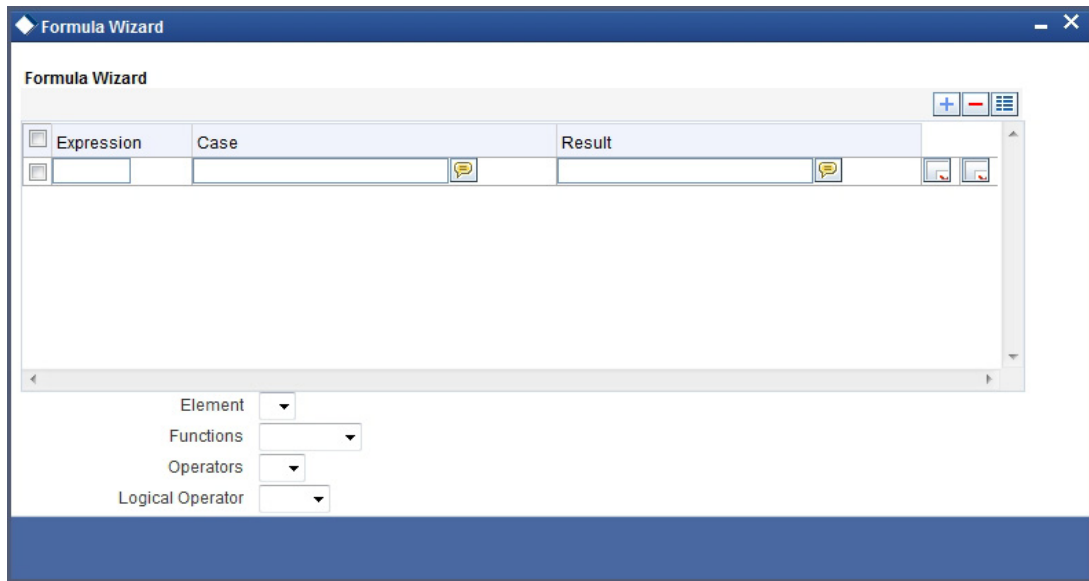 Formula Wizard
Formula Wizard
Expression Case Result
Element
Functions
Operators
Logical Operator